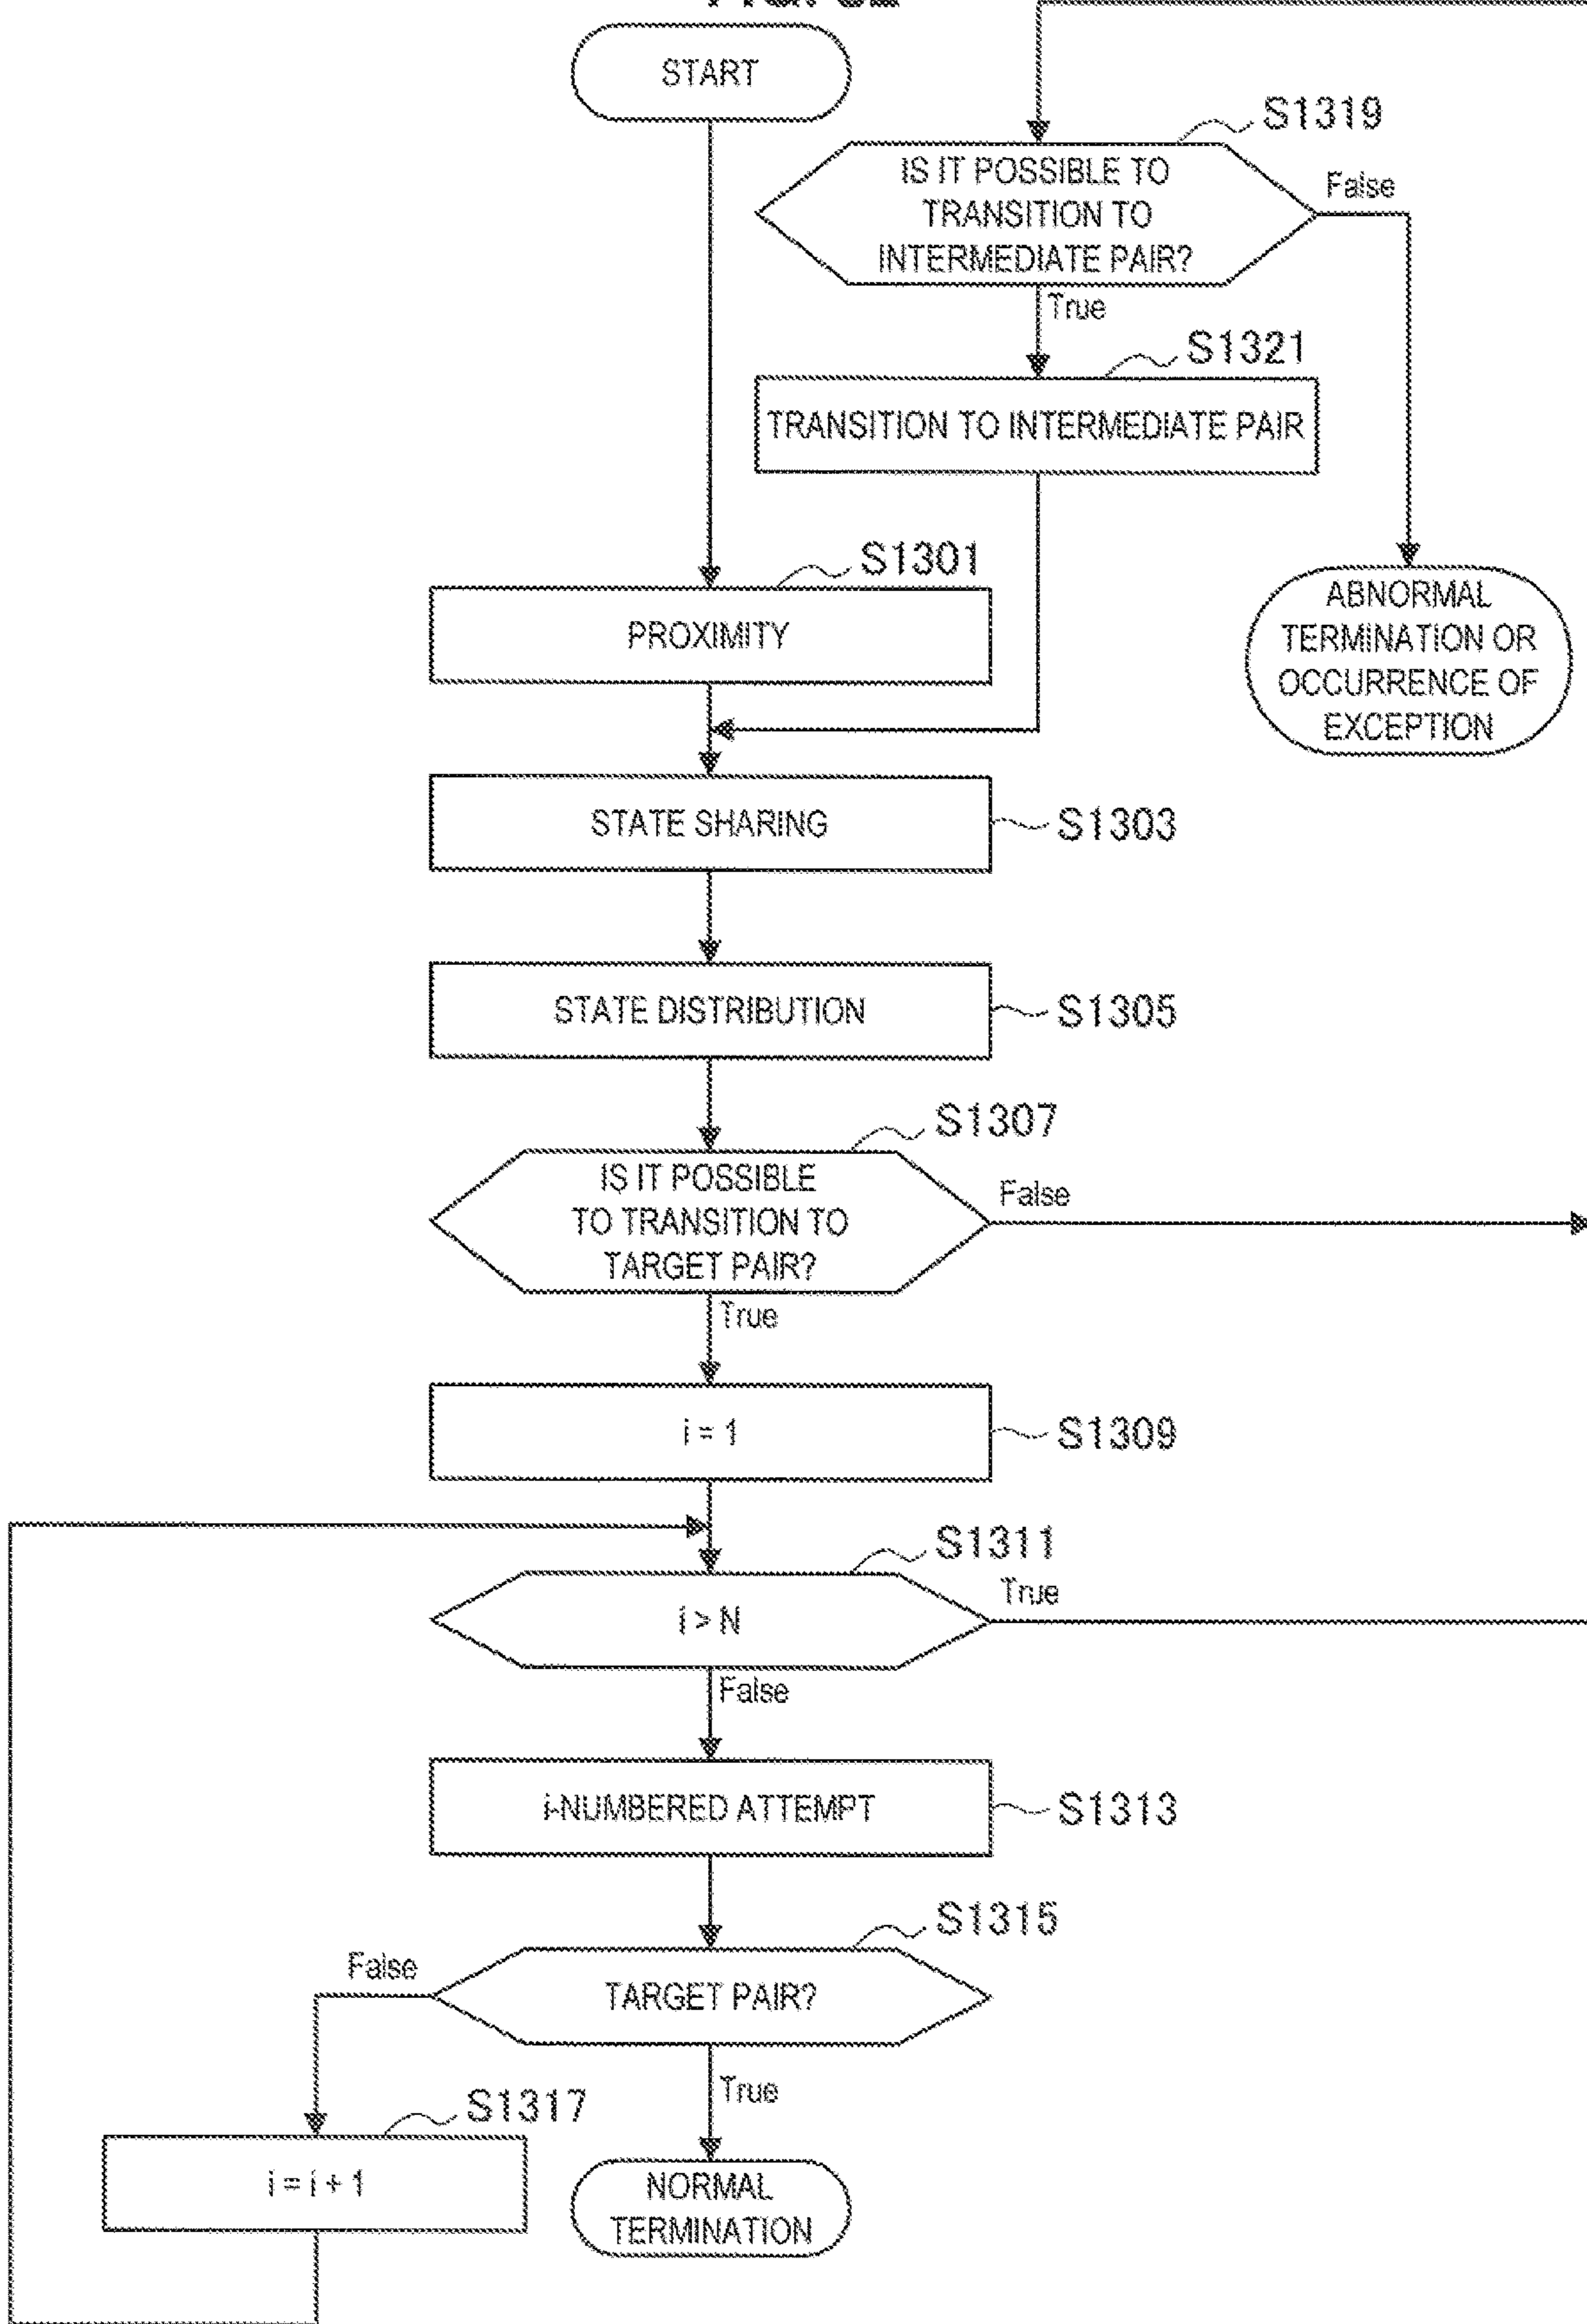 START
S1319
IS IT POSSIBLE TO
TRANSITION TO
INTERMEDIATE PAIR?
False
True
S1321
TRANSITION TO INTERMEDIATE PAIR
S1301
PROXIMITY
ABNORMAL
TERMINATION OR
OCCURRENCE OF
EXCEPTION
STATE SHARING
S1303
STATE DISTRIBUTION
S1305
S1307
IS IT POSSIBLE
TO TRANSITION TO
TARGET PAIR?
False
True
i = 1
S1309
S1311
i > N
True
False
i-NUMBERED ATTEMPT
S1313
S1315
TARGET PAIR?
False
True
S1317
i = i + 1
NORMAL
TERMINATION